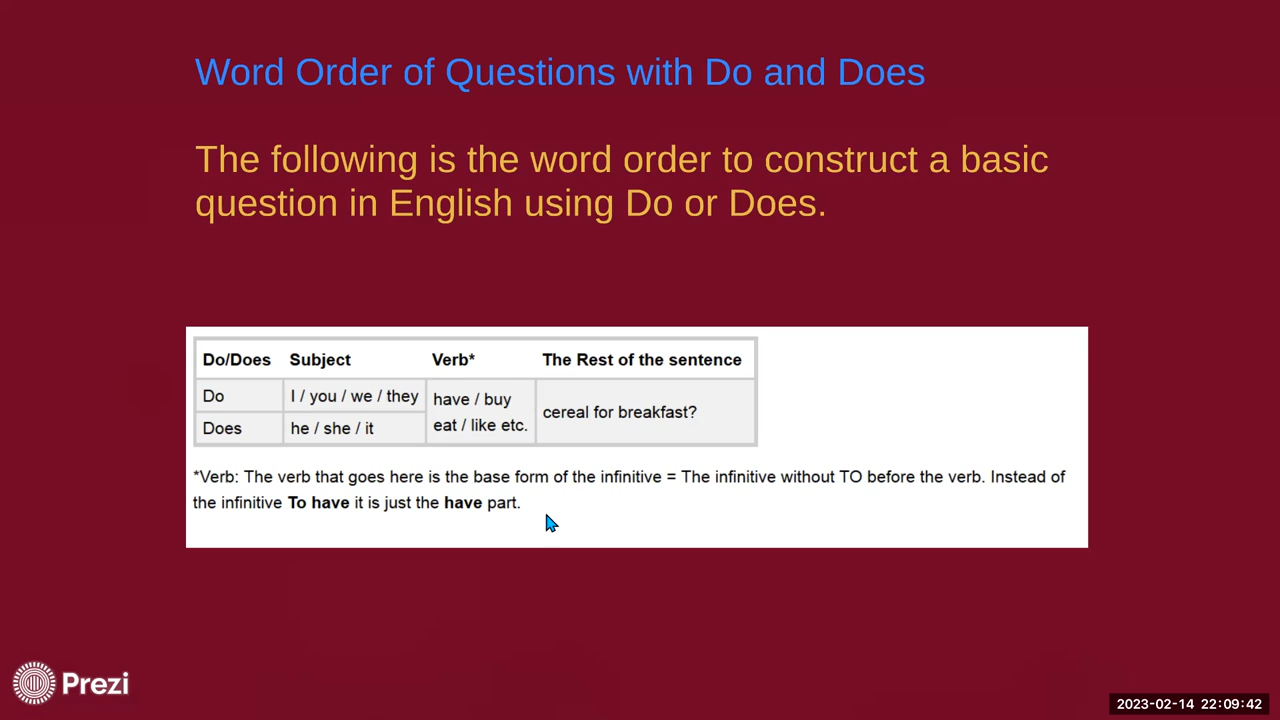 Word Order of Questions with Do and Does
The following is the word order to construct a basic
question in English using Do or Does.
Do/Does Subject Verb* The Rest of the sentence
Do I / you / we / they have / buy cereal for breakfast?
Does he / she / it eat / like etc.
*Verb: The verb that goes here is the base form of the infinitive = The infinitive without TO before the verb. Instead of
the infinitive To have it is just the have part.
Prezi
2023-02-14 22:09:42